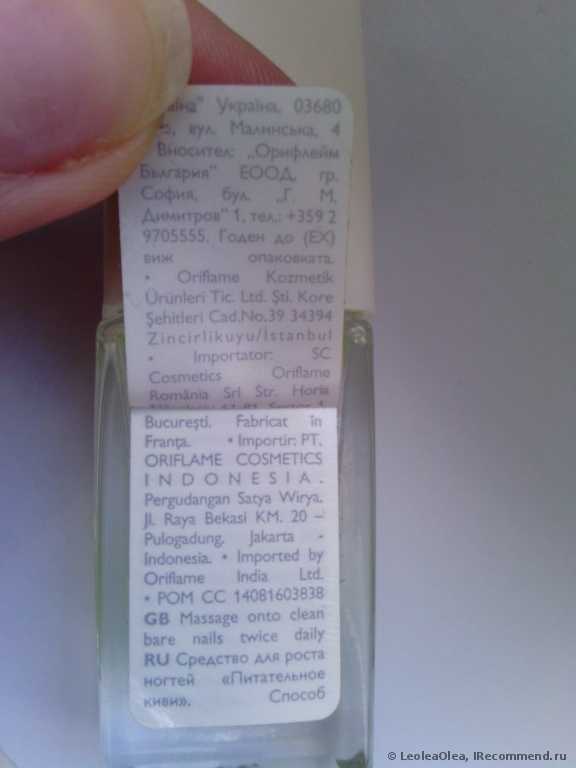 Україна, 03680
вул. Малинська, 4
Вносител: „Орифлейм
България" ЕООД, гр.
София, бул. „Г. М.
Димитров" 1, тел.: +359 2
9705555. Годен до (EX)
виж опаковката.
• Oriflame Kozmetik
Ürünleri Tic. Ltd. Şti. Kore
Şehitleri Cad.No.39 34394
Zincirlikuyu/İstanbul
• Importator: SC
Cosmetics Oriflame
România Srl Str. Horia
Bucureşti. Fabricat în
Franţa. • Importir: PT.
ORIFLAME COSMETICS
INDONESIA.
Pergudangan Satya Wirya,
Jl. Raya Bekasi KM. 20 –
Pulogadung, Jakarta -
Indonesia. • Imported by
Oriflame India Ltd.
• POM CC 14081603838
GB Massage onto clean
bare nails twice daily
RU Средство для роста
ногтей «Питательное
киви». Способ
© LeoleaOlea, IRecommend.ru